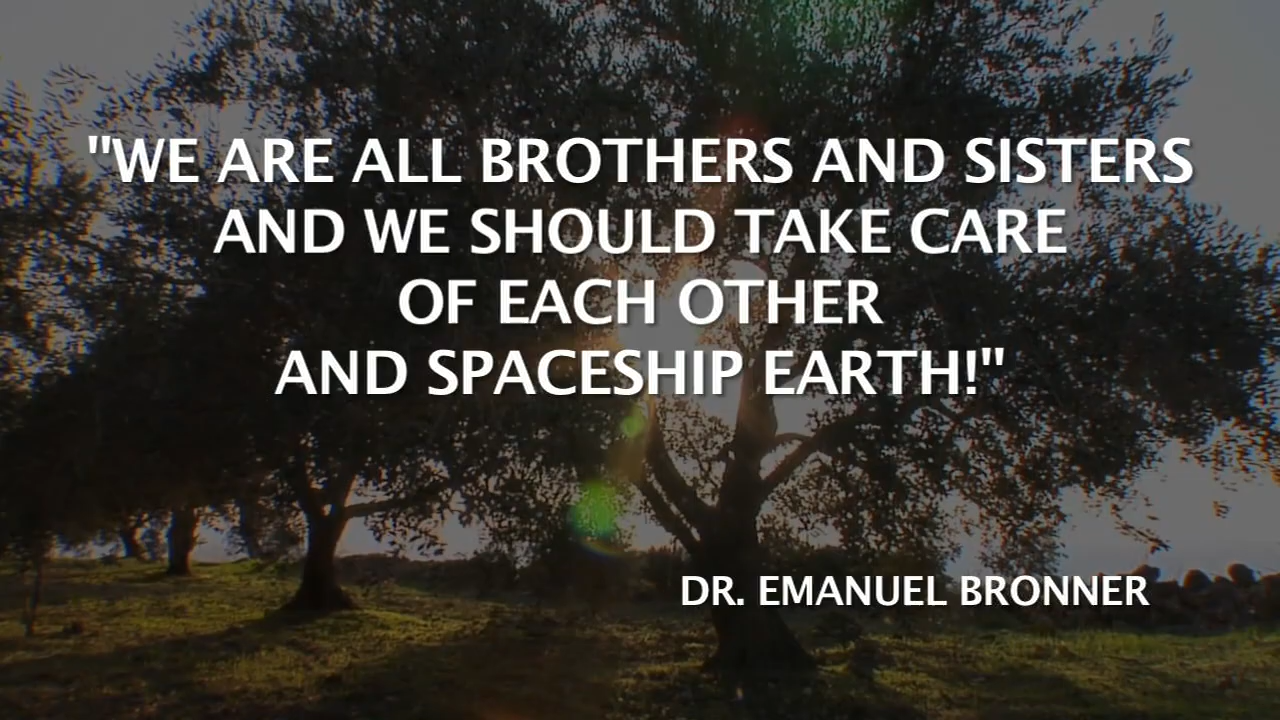 "WE ARE ALL BROTHERS AND SISTERS
AND WE SHOULD TAKE CARE
OF EACH OTHER
AND SPACESHIP EARTH!"
DR. EMANUEL BRONNER